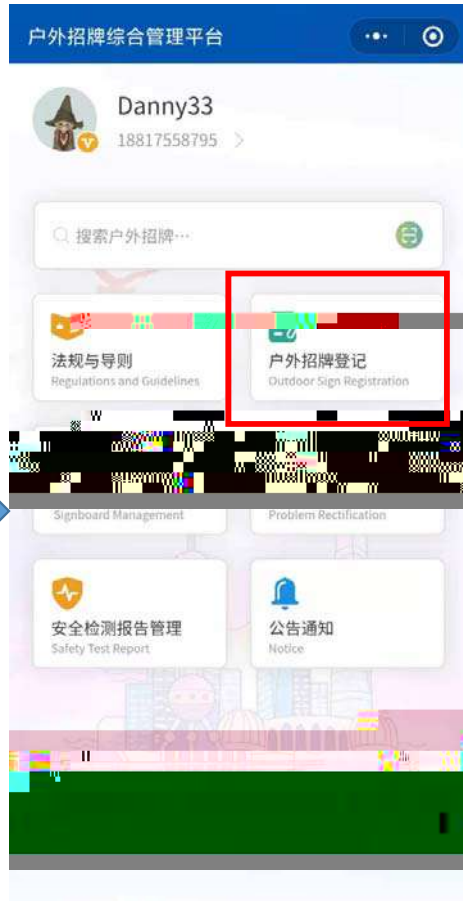 户外招牌综合管理平台
Danny33
18817558795
搜索户外招牌…
法规与导则
Regulations and Guidelines
户外招牌登记
Outdoor Sign Registration
Signboard Management
Problem Rectification
安全检测报告管理
Safety Test Report
公告通知
Notice